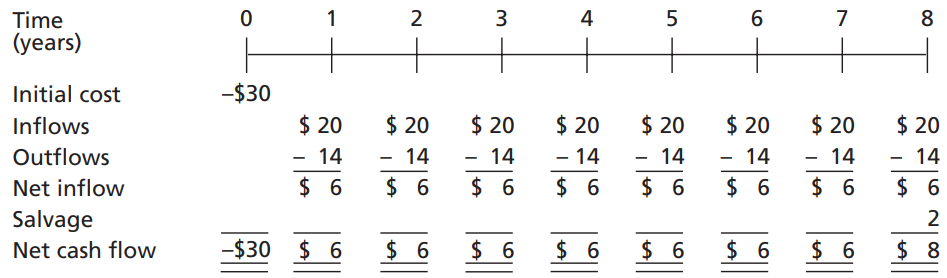 Time (years) 0 1 2 3 4 5 6 7 8
Initial cost –$30
Inflows $ 20 $ 20 $ 20 $ 20 $ 20 $ 20 $ 20 $ 20
Outflows – 14 – 14 – 14 – 14 – 14 – 14 – 14 – 14
Net inflow $ 6 $ 6 $ 6 $ 6 $ 6 $ 6 $ 6 $ 6
Salvage 2
Net cash flow –$30 $ 6 $ 6 $ 6 $ 6 $ 6 $ 6 $ 6 $ 8